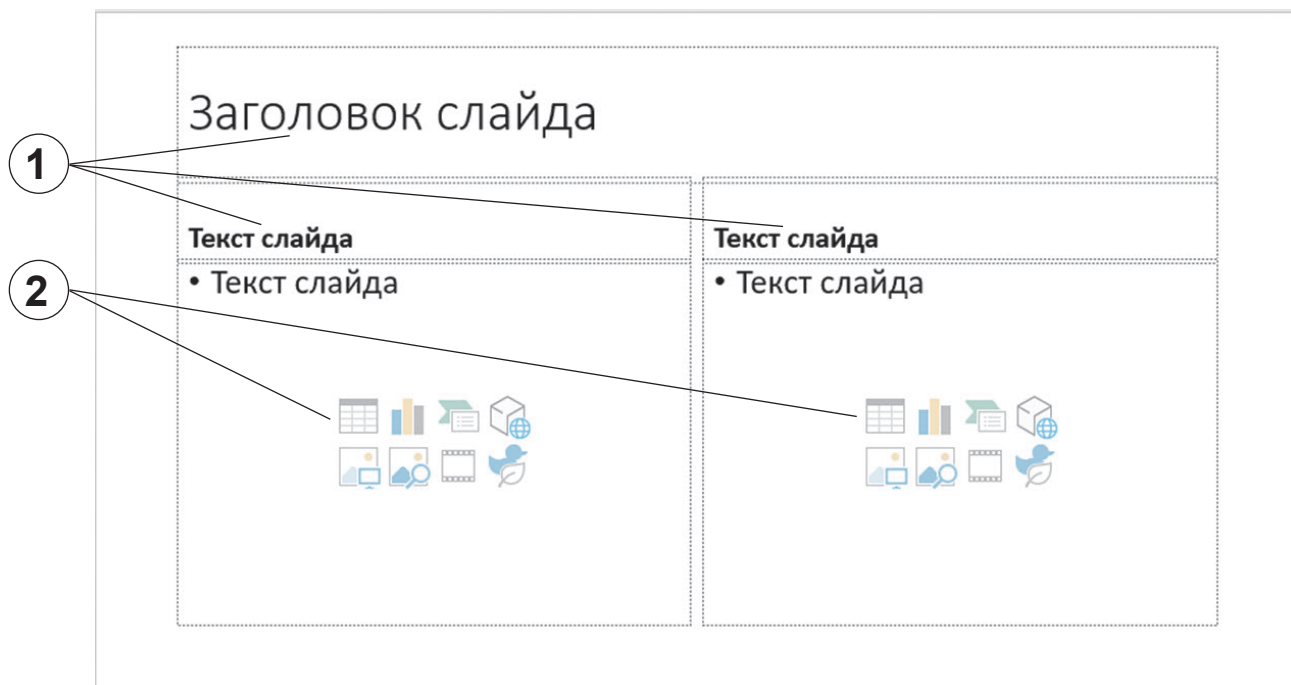 Заголовок слайда
1
Текст слайда
Текст слайда
2
• Текст слайда
• Текст слайда